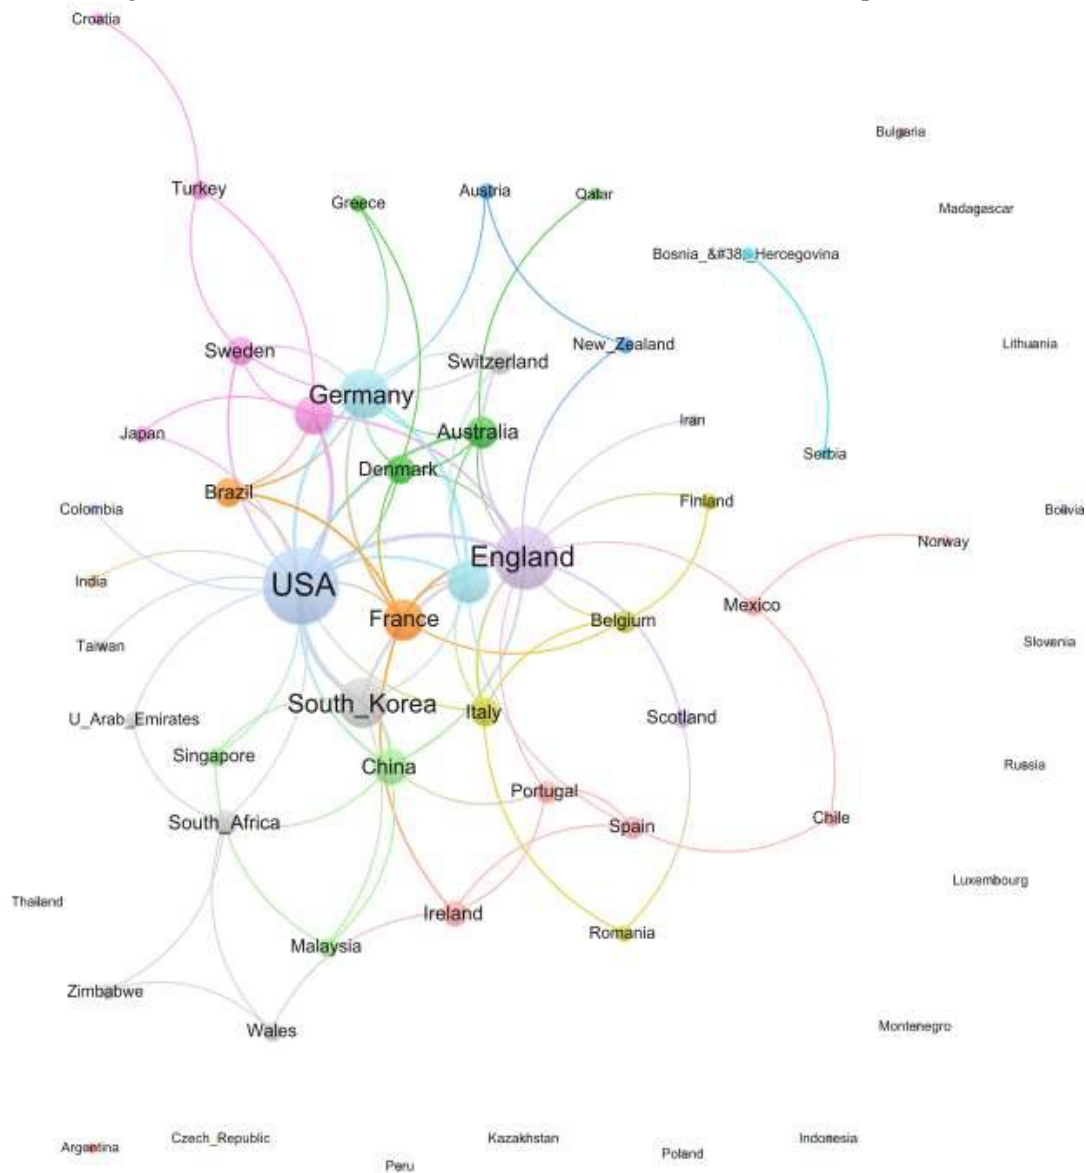 Croatia
Bulgaria
Turkey
Greece
Austria
Qatar
Madagascar
Bosnia_&#38;_Hercegovina
Sweden
Switzerland
New_Zealand
Lithuania
Germany
Japan
Australia
Iran
Serbia
Denmark
Brazil
Colombia
Finland
Bolivia
England
Norway
USA
India
France
Belgium
Mexico
Taiwan
Slovenia
South_Korea
Italy
Scotland
U_Arab_Emirates
Singapore
China
Russia
Portugal
South_Africa
Spain
Chile
Luxembourg
Thailand
Ireland
Malaysia
Romania
Zimbabwe
Wales
Montenegro
Argentina
Czech_Republic
Kazakhstan
Indonesia
Peru
Poland